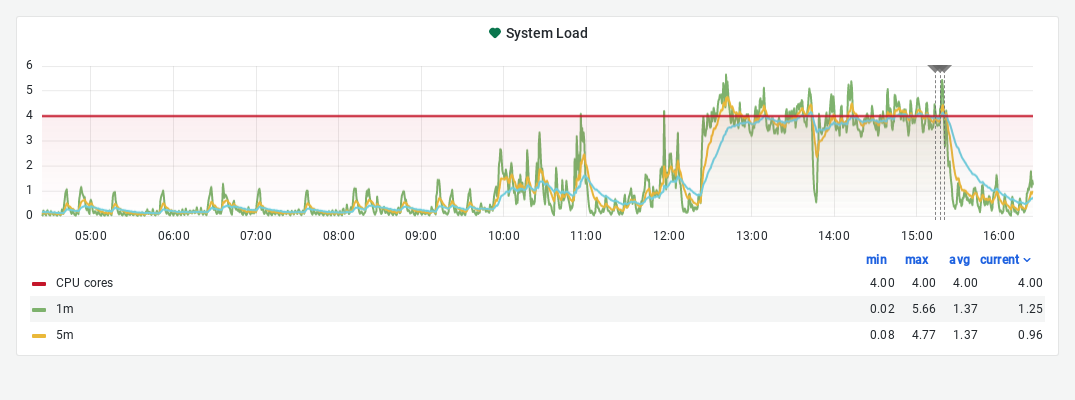 System Load
6
5
4
3
2
1
0
05:00 06:00 07:00 08:00 09:00 10:00 11:00 12:00 13:00 14:00 15:00 16:00
min max avg current
CPU cores 4.00 4.00 4.00 4.00
1m 0.02 5.66 1.37 1.25
5m 0.08 4.77 1.37 0.96